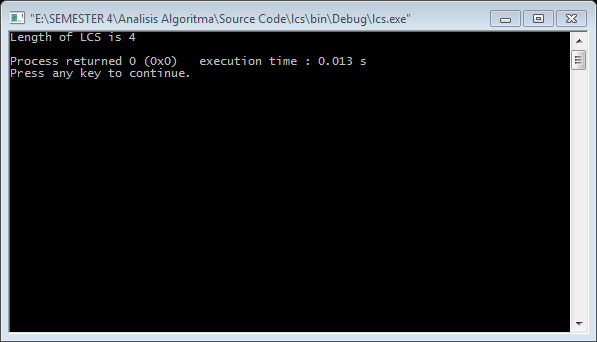 "E:\SEMESTER 4\Analisis Algoritma\Source Code\lcs\bin\Debug\lcs.exe"
Length of LCS is 4
Process returned 0 (0x0)   execution time : 0.013 s
Press any key to continue.